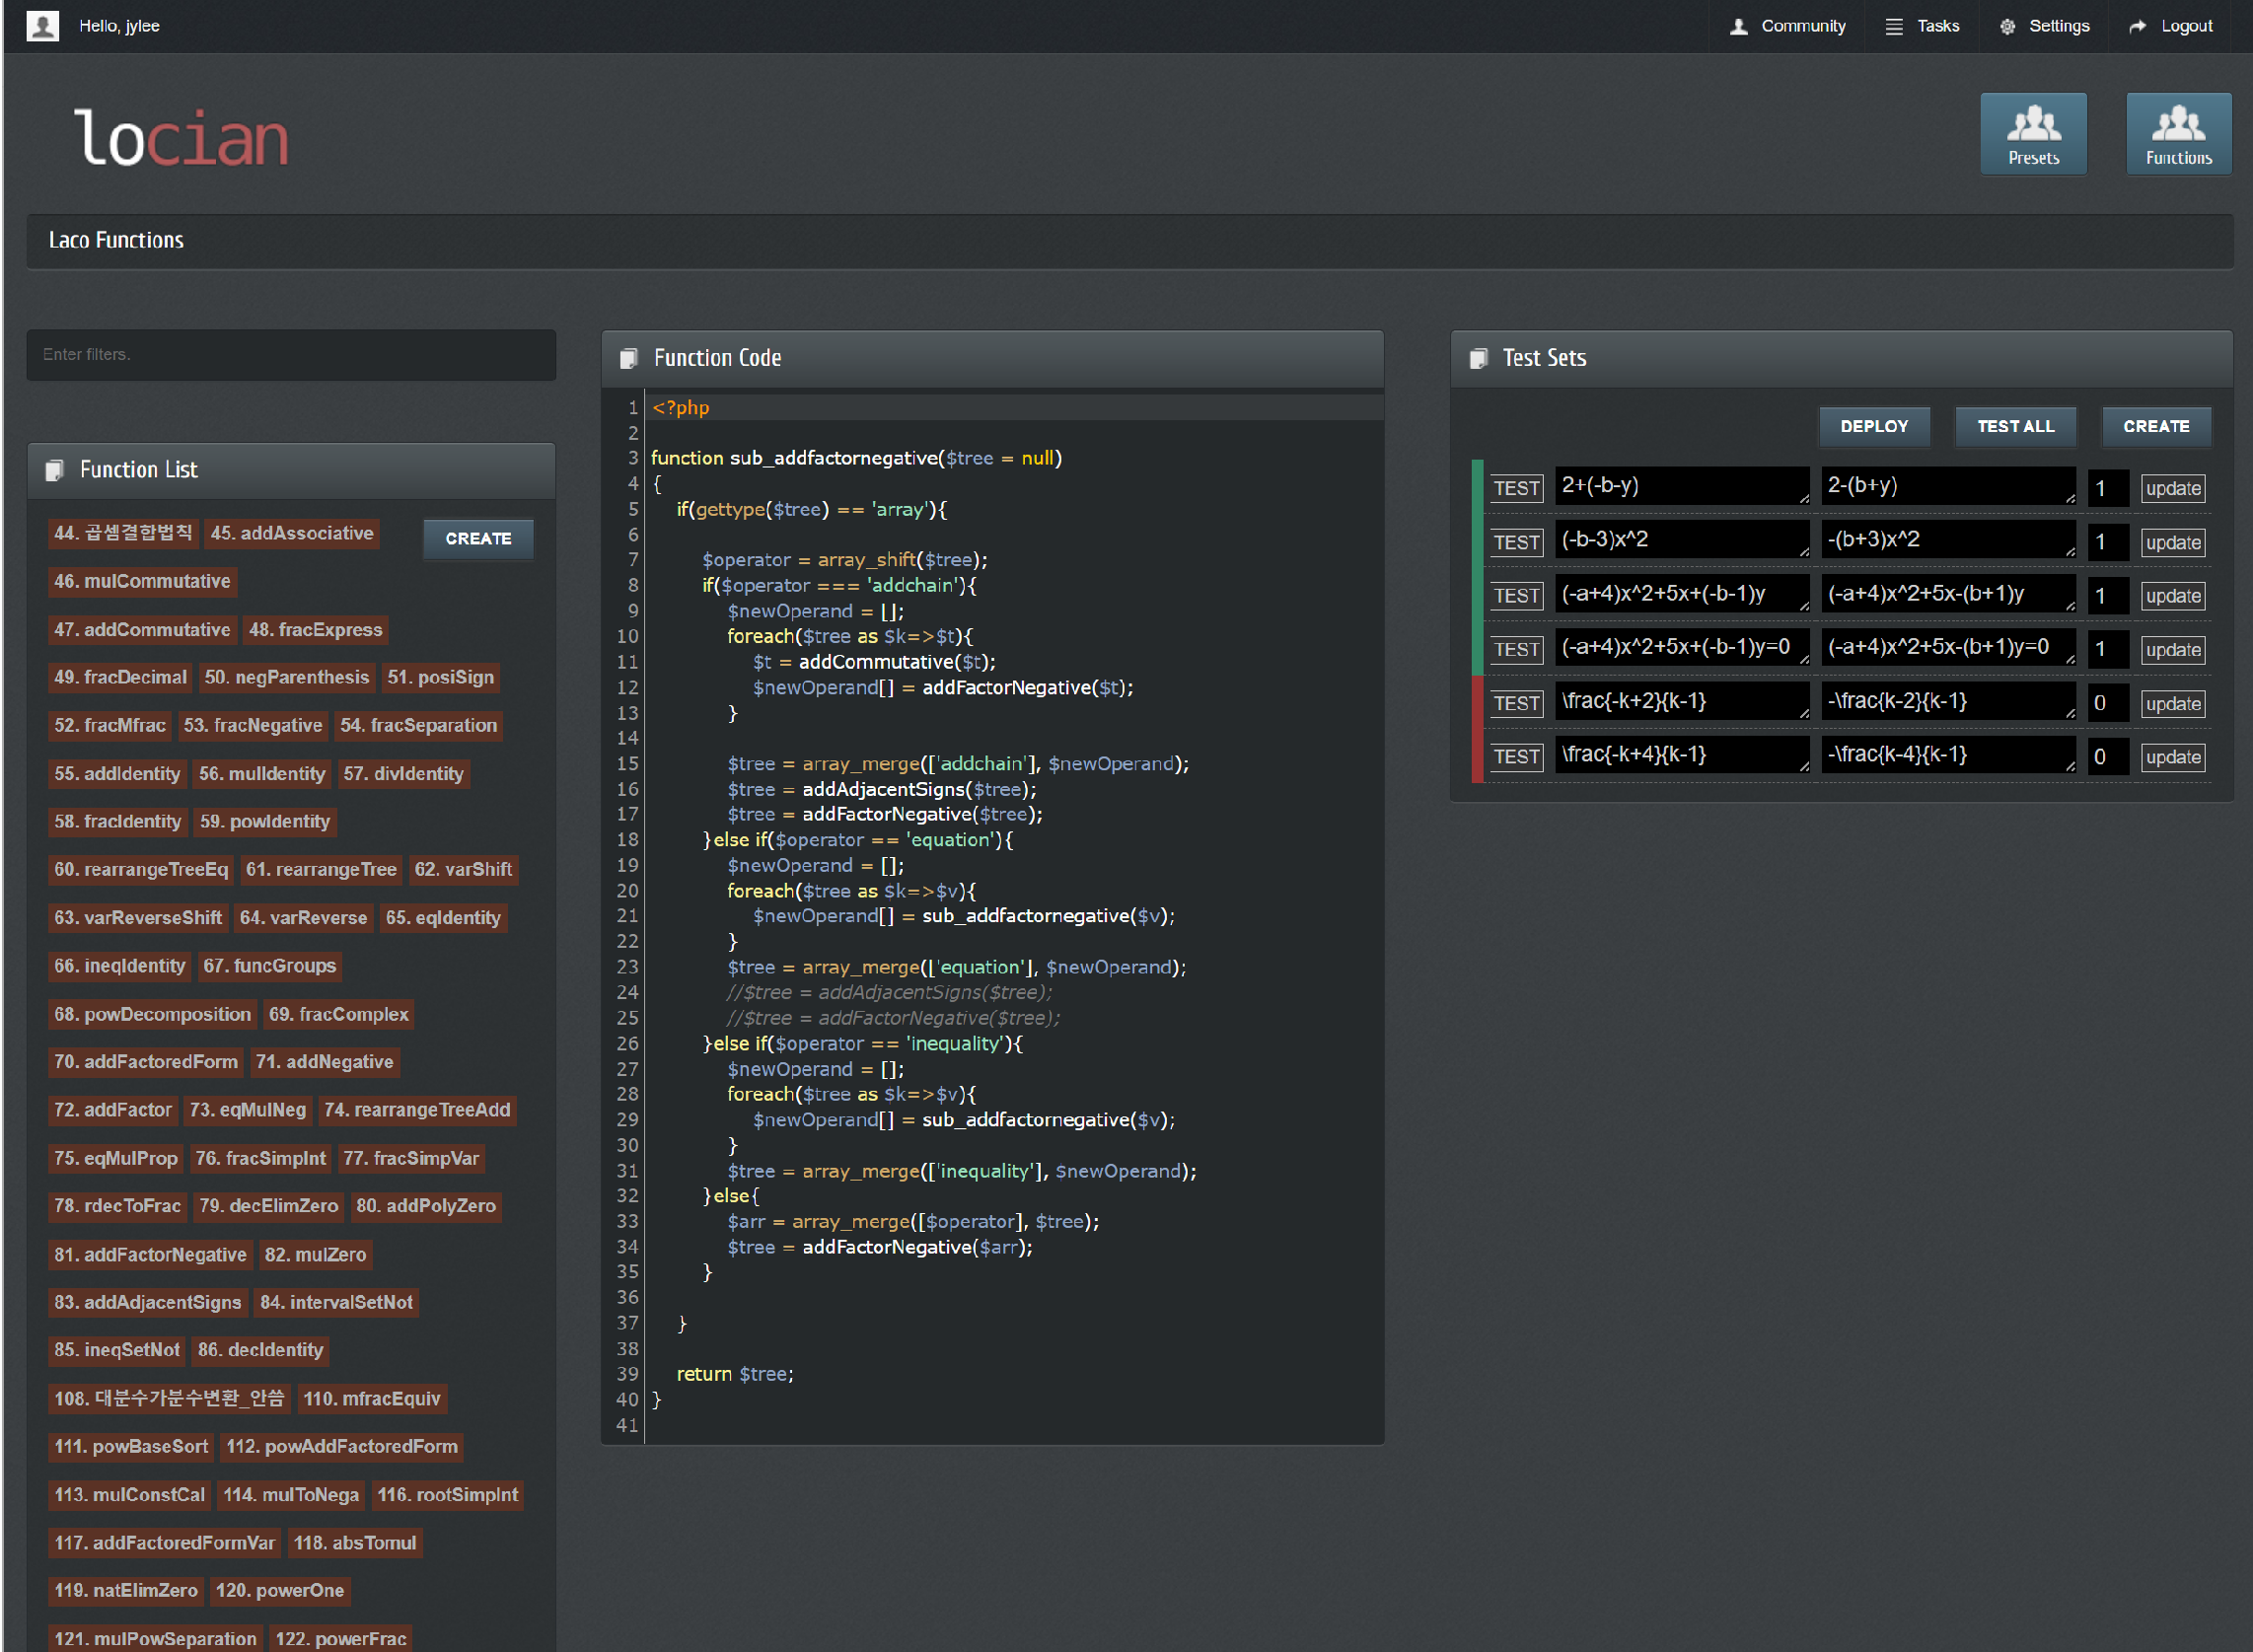 Hello, jylee
Community Tasks Settings Logout
locian
Presets Functions
Laco Functions
Enter filters.
Function List
44. 곱셈결합법칙 45. addAssociative CREATE
46. mulCommutative
47. addCommutative 48. fracExpress
49. fracDecimal 50. negParenthesis 51. posiSign
52. fracMfrac 53. fracNegative 54. fracSeparation
55. addIdentity 56. mulIdentity 57. divIdentity
58. fracIdentity 59. powIdentity
60. rearrangeTreeEq 61. rearrangeTree 62. varShift
63. varReverseShift 64. varReverse 65. eqIdentity
66. ineqIdentity 67. funcGroups
68. powDecomposition 69. fracComplex
70. addFactoredForm 71. addNegative
72. addFactor 73. eqMulNeg 74. rearrangeTreeAdd
75. eqMulProp 76. fracSimpInt 77. fracSimpVar
78. rdecToFrac 79. decElimZero 80. addPolyZero
81. addFactorNegative 82. mulZero
83. addAdjacentSigns 84. intervalSetNot
85. ineqSetNot 86. decIdentity
108. 대분수가분수변환_안씀 110. mfracEquiv
111. powBaseSort 112. powAddFactoredForm
113. mulConstCal 114. mulToNega 116. rootSimpInt
117. addFactoredFormVar 118. absTomul
119. natElimZero 120. powerOne
121. mulPowSeparation 122. powerFrac
Function Code
1 <?php
2
3 function sub_addfactornegative($tree = null)
4 {
5 if(gettype($tree) == 'array'){
6
7 $operator = array_shift($tree);
8 if($operator === 'addchain'){
9 $newOperand = [];
10 foreach($tree as $k=>$t){
11 $t = addCommutative($t);
12 $newOperand[] = addFactorNegative($t);
13 }
14
15 $tree = array_merge(['addchain'], $newOperand);
16 $tree = addAdjacentSigns($tree);
17 $tree = addFactorNegative($tree);
18 }else if($operator == 'equation'){
19 $newOperand = [];
20 foreach($tree as $k=>$v){
21 $newOperand[] = sub_addfactornegative($v);
22 }
23 $tree = array_merge(['equation'], $newOperand);
24 //$tree = addAdjacentSigns($tree);
25 //$tree = addFactorNegative($tree);
26 }else if($operator == 'inequality'){
27 $newOperand = [];
28 foreach($tree as $k=>$v){
29 $newOperand[] = sub_addfactornegative($v);
30 }
31 $tree = array_merge(['inequality'], $newOperand);
32 }else{
33 $arr = array_merge([$operator], $tree);
34 $tree = addFactorNegative($arr);
35 }
36
37 }
38
39 return $tree;
40 }
41
Test Sets
DEPLOY TEST ALL CREATE
TEST 2+(-b-y) 2-(b+y) 1 update
TEST (-b-3)x^2 -(b+3)x^2 1 update
TEST (-a+4)x^2+5x+(-b-1)y (-a+4)x^2+5x-(b+1)y 1 update
TEST (-a+4)x^2+5x+(-b-1)y=0 (-a+4)x^2+5x-(b+1)y=0 1 update
TEST \frac{-k+2}{k-1} -\frac{k-2}{k-1} 0 update
TEST \frac{-k+4}{k-1} -\frac{k-4}{k-1} 0 update